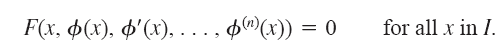 F(x, ϕ(x), ϕ′(x), . . . , ϕ⁽ⁿ⁾(x)) = 0 for all x in I.